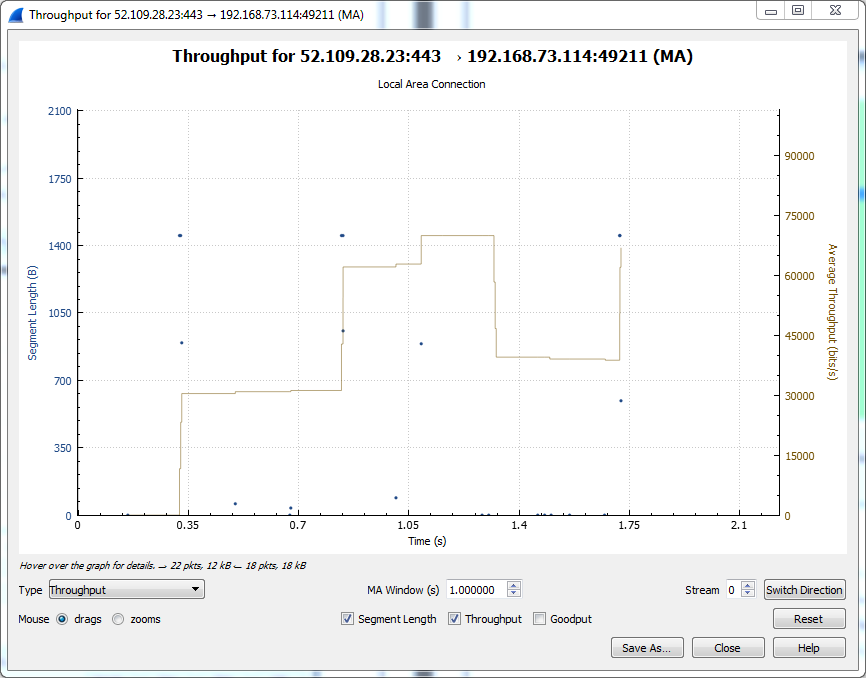 Throughput for 52.109.28.23:443 → 192.168.73.114:49211 (MA)
Throughput for 52.109.28.23:443 → 192.168.73.114:49211 (MA)
Local Area Connection
2100
1750
1400
1050
700
350
0
Segment Length (B)
90000
75000
60000
45000
30000
15000
0
Average Throughput (bits/s)
0 0.35 0.7 1.05 1.4 1.75 2.1
Time (s)
Hover over the graph for details. → 22 pkts, 12 kB ← 18 pkts, 18 kB
Type Throughput MA Window (s) 1.000000 Stream 0 Switch Direction
Mouse drags zooms Segment Length Throughput Goodput Reset
Save As... Close Help